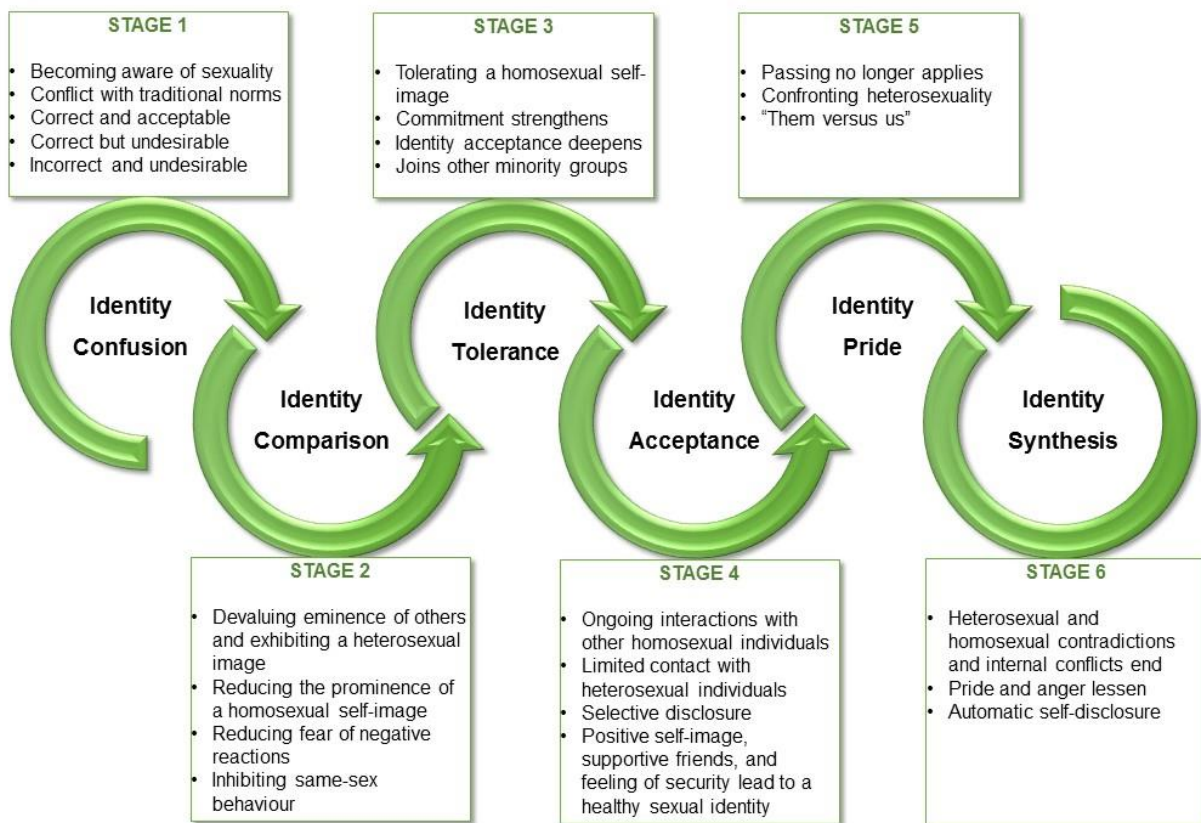 STAGE 1
• Becoming aware of sexuality
• Conflict with traditional norms
• Correct and acceptable
• Correct but undesirable
• Incorrect and undesirable
STAGE 3
• Tolerating a homosexual self-
image
• Commitment strengthens
• Identity acceptance deepens
• Joins other minority groups
STAGE 5
• Passing no longer applies
• Confronting heterosexuality
• “Them versus us”
Identity
Confusion
Identity
Comparison
Identity
Tolerance
Identity
Acceptance
Identity
Pride
Identity
Synthesis
STAGE 2
• Devaluing eminence of others
and exhibiting a heterosexual
image
• Reducing the prominence of
a homosexual self-image
• Reducing fear of negative
reactions
• Inhibiting same-sex
behaviour
STAGE 4
• Ongoing interactions with
other homosexual individuals
• Limited contact with
heterosexual individuals
• Selective disclosure
• Positive self-image,
supportive friends, and
feeling of security lead to a
healthy sexual identity
STAGE 6
• Heterosexual and
homosexual contradictions
and internal conflicts end
• Pride and anger lessen
• Automatic self-disclosure